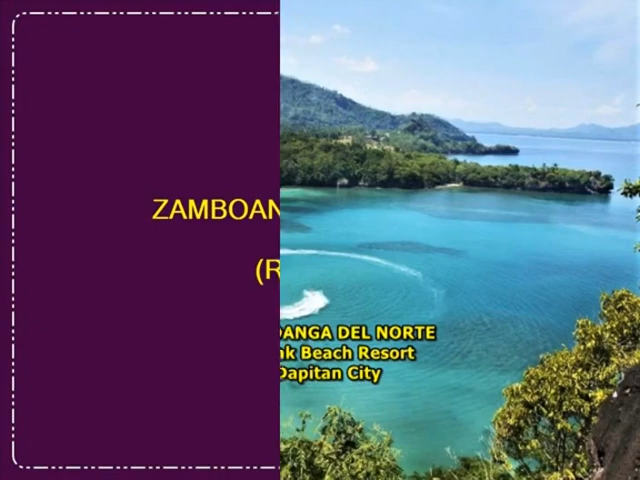 ZAMBOAN
(R
DANGA DEL NORTE
ak Beach Resort
Dapitan City